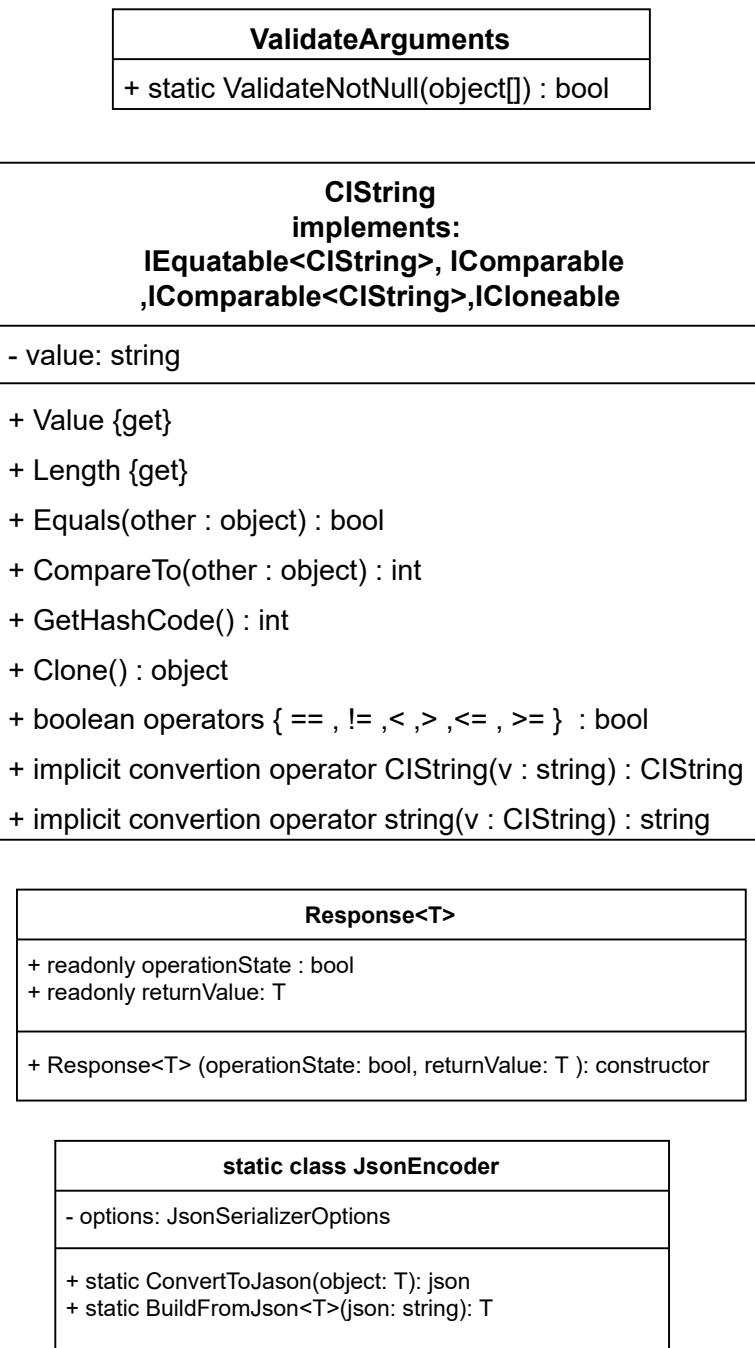 ValidateArguments
+ static ValidateNotNull(object[]) : bool
CIString
implements:
IEquatable<CIString>, IComparable
,IComparable<CIString>,ICloneable
- value: string
+ Value {get}
+ Length {get}
+ Equals(other : object) : bool
+ CompareTo(other : object) : int
+ GetHashCode() : int
+ Clone() : object
+ boolean operators { == , != ,< ,> ,<= , >= } : bool
+ implicit convertion operator CIString(v : string) : CIString
+ implicit convertion operator string(v : CIString) : string
Response<T>
+ readonly operationState : bool
+ readonly returnValue: T
+ Response<T> (operationState: bool, returnValue: T ): constructor
static class JsonEncoder
- options: JsonSerializerOptions
+ static ConvertToJason(object: T): json
+ static BuildFromJson<T>(json: string): T